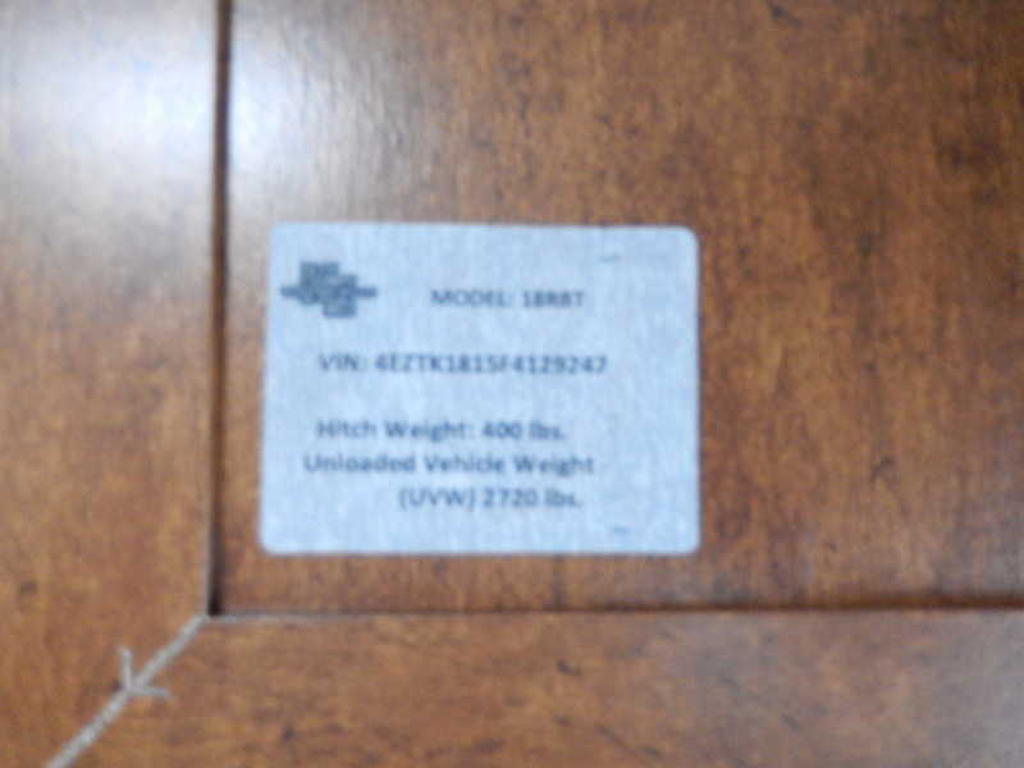 MODEL: 18RBT
VIN: 4EZTK1815F4129247
Hitch Weight: 400 lbs.
Unloaded Vehicle Weight
(UVW) 2720 lbs.